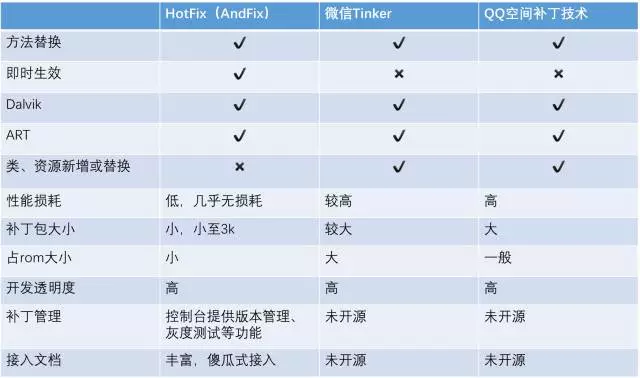 HotFix（AndFix） 微信Tinker QQ空间补丁技术
方法替换 ✔ ✔ ✔
即时生效 ✔ ✖ ✖
Dalvik ✔ ✔ ✔
ART ✔ ✔ ✔
类、资源新增或替换 ✖ ✔ ✔
性能损耗 低，几乎无损耗 较高 高
补丁包大小 小，小至3k 较大 大
占rom大小 小 大 一般
开发透明度 高 高 高
补丁管理 控制台提供版本管理、 未开源 未开源
灰度测试等功能
接入文档 丰富，傻瓜式接入 未开源 未开源